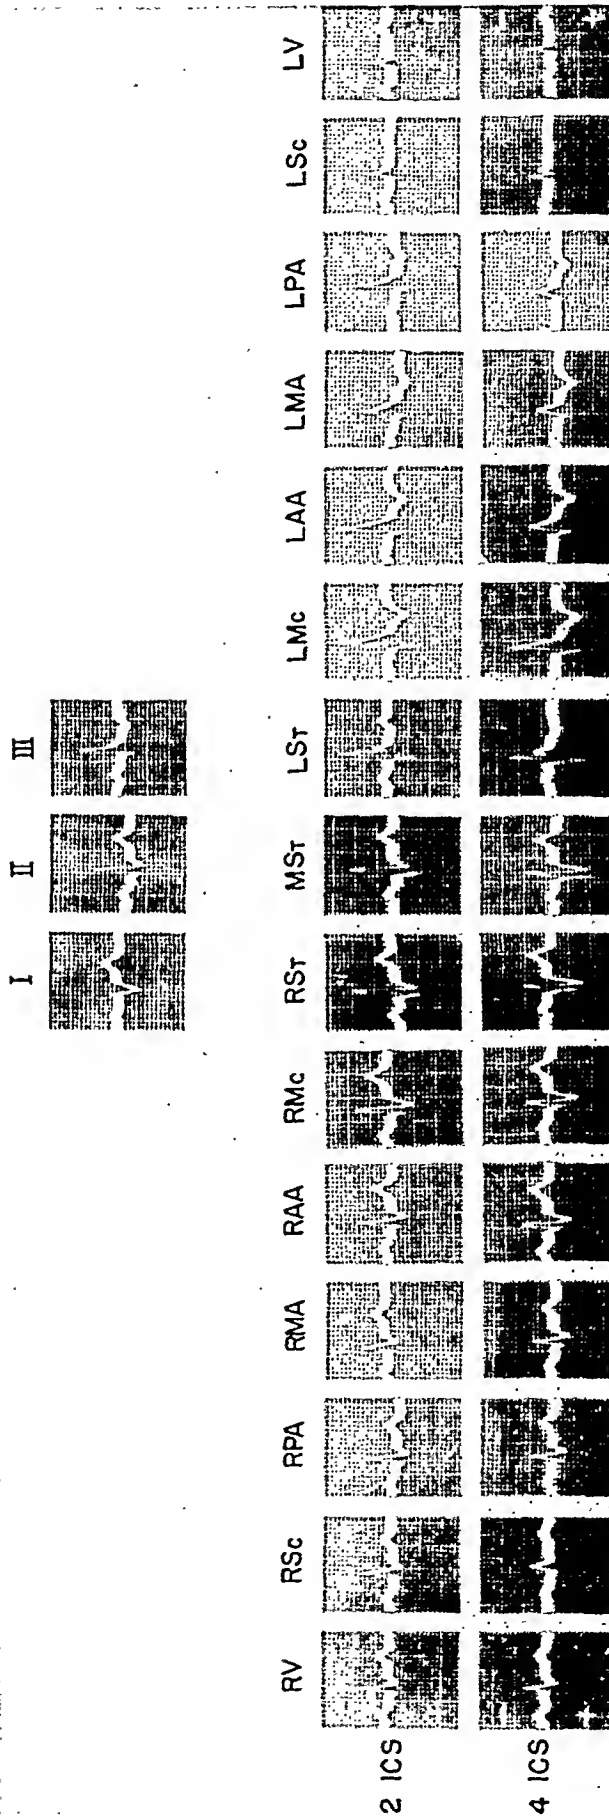 I II III
RV RSc RPA RMA RAA RMc RST MST LST LMc LAA LMA LPA LSc LV
2 ICS
4 ICS